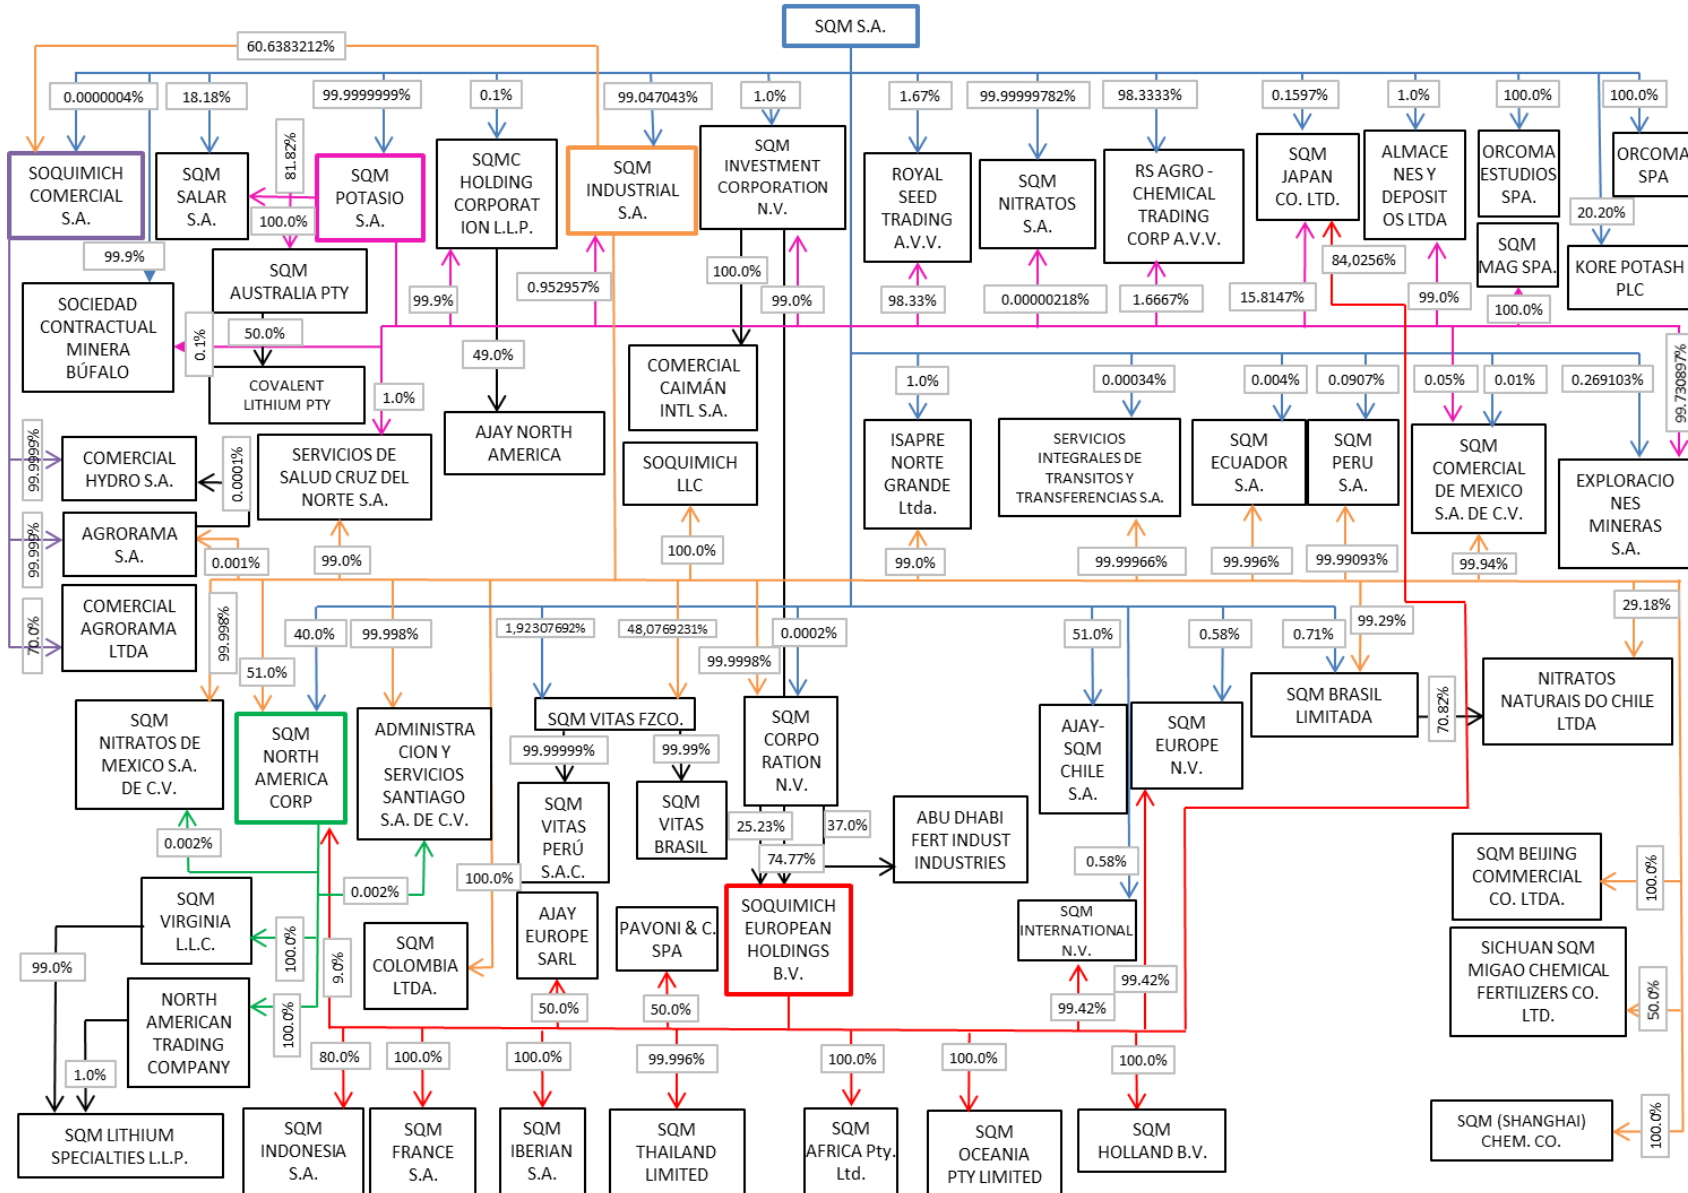 SQM S.A.
60.6383212%
0.0000004%
18.18%
99.9999999%
0.1%
99.047043%
1.0%
1.67%
99.99999782%
98.3333%
0.1597%
1.0%
100.0%
100.0%
SOQUIMICH
COMERCIAL
S.A.
SQM
SALAR
S.A.
81.82%
SQM
POTASIO
S.A.
SQMC
HOLDING
CORPORAT
ION L.L.P.
SQM
INDUSTRIAL
S.A.
SQM
INVESTMENT
CORPORATION
N.V.
ROYAL
SEED
TRADING
A.V.V.
SQM
NITRATOS
S.A.
RS AGRO -
CHEMICAL
TRADING
CORP A.V.V.
SQM
JAPAN
CO. LTD.
ALMACE
NES Y
DEPOSIT
OS LTDA
ORCOMA
ESTUDIOS
SPA.
ORCOMA
SPA
20.20%
100.0%
99.9%
SQM
AUSTRALIA PTY
SOCIEDAD
CONTRACTUAL
MINERA
BÚFALO
0.1%
50.0%
COVALENT
LITHIUM PTY
99.9%
0.952957%
100.0%
99.0%
98.33%
0.00000218%
1.6667%
15.8147%
84,0256%
99.0%
SQM
MAG SPA.
100.0%
KORE POTASH
PLC
99.730897%
49.0%
1.0%
COMERCIAL
CAIMÁN
INTL S.A.
1.0%
0.00034%
0.004%
0.0907%
0.05%
0.01%
0.269103%
99.9999%
COMERCIAL
HYDRO S.A.
0.0001%
SERVICIOS DE
SALUD CRUZ DEL
NORTE S.A.
AJAY NORTH
AMERICA
SOQUIMICH
LLC
ISAPRE
NORTE
GRANDE
Ltda.
SERVICIOS
INTEGRALES DE
TRANSITOS Y
TRANSFERENCIAS S.A.
SQM
ECUADOR
S.A.
SQM
PERU
S.A.
SQM
COMERCIAL
DE MEXICO
S.A. DE C.V.
EXPLORACIO
NES
MINERAS
S.A.
99.999%
AGRORAMA
S.A.
0.001%
99.0%
100.0%
99.0%
99.99966%
99.996%
99.99093%
99.94%
70.0%
COMERCIAL
AGRORAMA
LTDA
99.998%
40.0%
99.998%
1,92307692%
48,0769231%
0.0002%
51.0%
0.58%
0.71%
99.29%
29.18%
51.0%
99.9998%
SQM
NITRATOS DE
MEXICO S.A.
DE C.V.
SQM
NORTH
AMERICA
CORP
ADMINISTRA
CION Y
SERVICIOS
SANTIAGO
S.A. DE C.V.
SQM VITAS FZCO.
SQM
CORPO
RATION
N.V.
AJAY-
SQM
CHILE
S.A.
SQM
EUROPE
N.V.
SQM BRASIL
LIMITADA
70.82%
NITRATOS
NATURAIS DO CHILE
LTDA
99.99999%
99.99%
SQM
VITAS
PERÚ
S.A.C.
SQM
VITAS
BRASIL
25.23%
37.0%
74.77%
ABU DHABI
FERT INDUST
INDUSTRIES
0.002%
0.002%
100.0%
0.58%
SQM BEIJING
COMMERCIAL
CO. LTDA.
100.0%
SQM
VIRGINIA
L.L.C.
100.0%
9.0%
SQM
COLOMBIA
LTDA.
AJAY
EUROPE
SARL
PAVONI & C.
SPA
SOQUIMICH
EUROPEAN
HOLDINGS
B.V.
SQM
INTERNATIONAL
N.V.
SICHUAN SQM
MIGAO CHEMICAL
FERTILIZERS CO.
LTD.
50.0%
99.0%
99.42%
50.0%
50.0%
99.42%
NORTH
AMERICAN
TRADING
COMPANY
100.0%
1.0%
80.0%
100.0%
100.0%
99.996%
100.0%
100.0%
100.0%
SQM LITHIUM
SPECIALTIES L.L.P.
SQM
INDONESIA
S.A.
SQM
FRANCE
S.A.
SQM
IBERIAN
S.A.
SQM
THAILAND
LIMITED
SQM
AFRICA Pty.
Ltd.
SQM
OCEANIA
PTY LIMITED
SQM
HOLLAND B.V.
SQM (SHANGHAI)
CHEM. CO.
100.0%